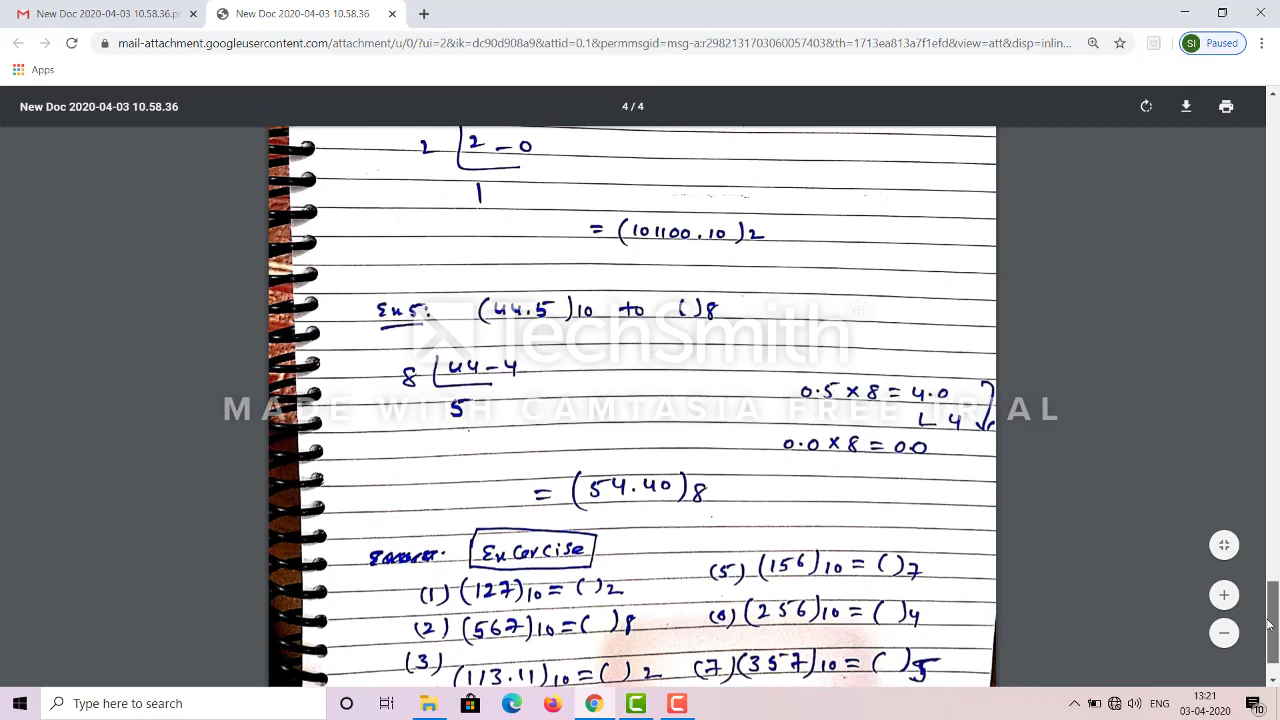 New Doc 2020-04-03 10.58.36.p
New Doc 2020-04-03 10.58.36
mail-attachment.googleusercontent.com/attachment/u/0/?ui=2&ik=dc90d908a9&attid=0.1&permmsgid=msg-ar:2982131703060057403&th=1713ea813a7f1efd&view=att&disp=inlin...
SI Paused
Apps
New Doc 2020-04-03 10.58.36
4 / 4
2 2 - 0
1
= (101100.10)2
Ex 5: (44.5)10 to ( )8
TechSmith
8 44 - 4
5
0.5 × 8 = 4.0
4
MADE WITH CAMTASIA FREE TRIAL
0.0 × 8 = 0.0
= (54.40)8
Excercise
(1) (127)10 = ( )2
(2) (567)10 = ( )8
(3) (113.11)10 = ( )2
(5) (156)10 = ( )7
(6) (256)10 = ( )4
(7) (357)10 = ( )5
Type here to search
ENG
13:21
03-04-2020
10